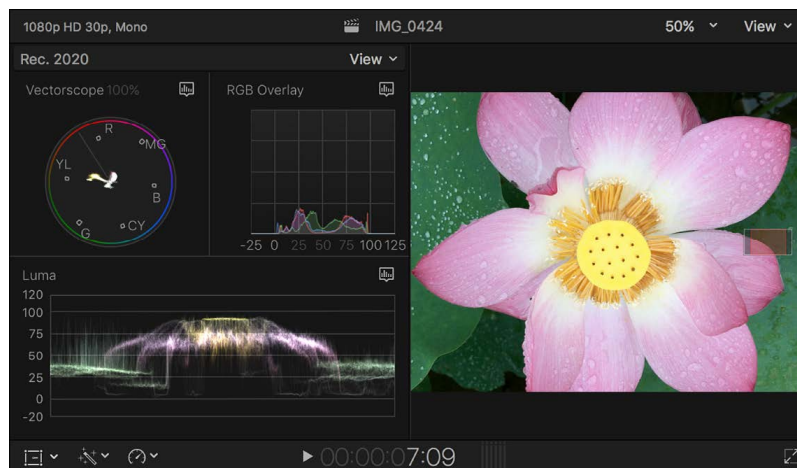 1080p HD 30p, Mono
IMG_0424
50%
View
Rec. 2020
View
Vectorscope 100%
RGB Overlay
R
MG
YL
B
CY
G
-25 0 25 50 75 100 125
Luma
120
100
75
50
25
0
-20
00:00:07:09